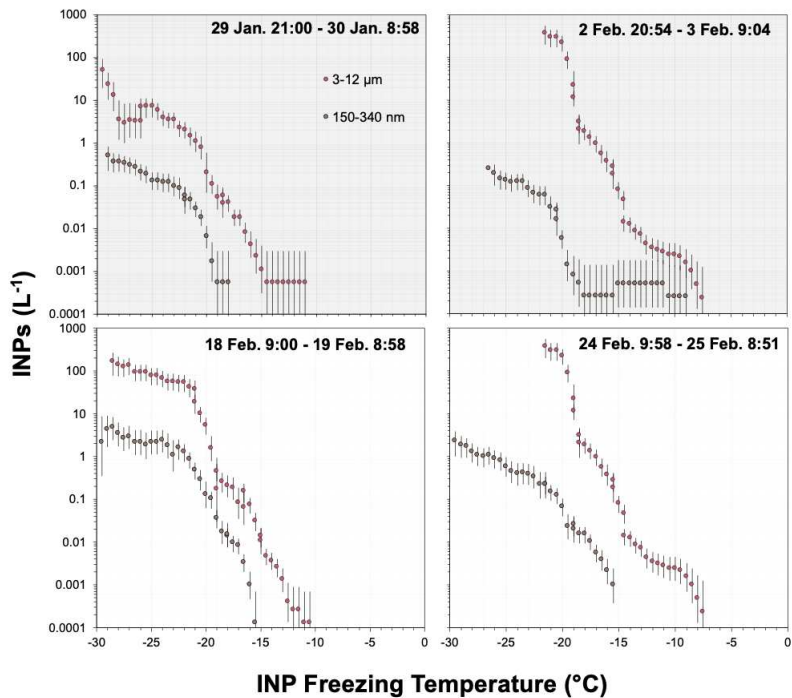 29 Jan. 21:00 - 30 Jan. 8:58
2 Feb. 20:54 - 3 Feb. 9:04
3-12 µm
150-340 nm
1000
100
10
1
0.1
0.01
0.001
0.0001
18 Feb. 9:00 - 19 Feb. 8:58
24 Feb. 9:58 - 25 Feb. 8:51
1000
100
10
1
0.1
0.01
0.001
0.0001
-30 -25 -20 -15 -10 -5 0
-30 -25 -20 -15 -10 -5 0
INPs (L-1)
INP Freezing Temperature (°C)